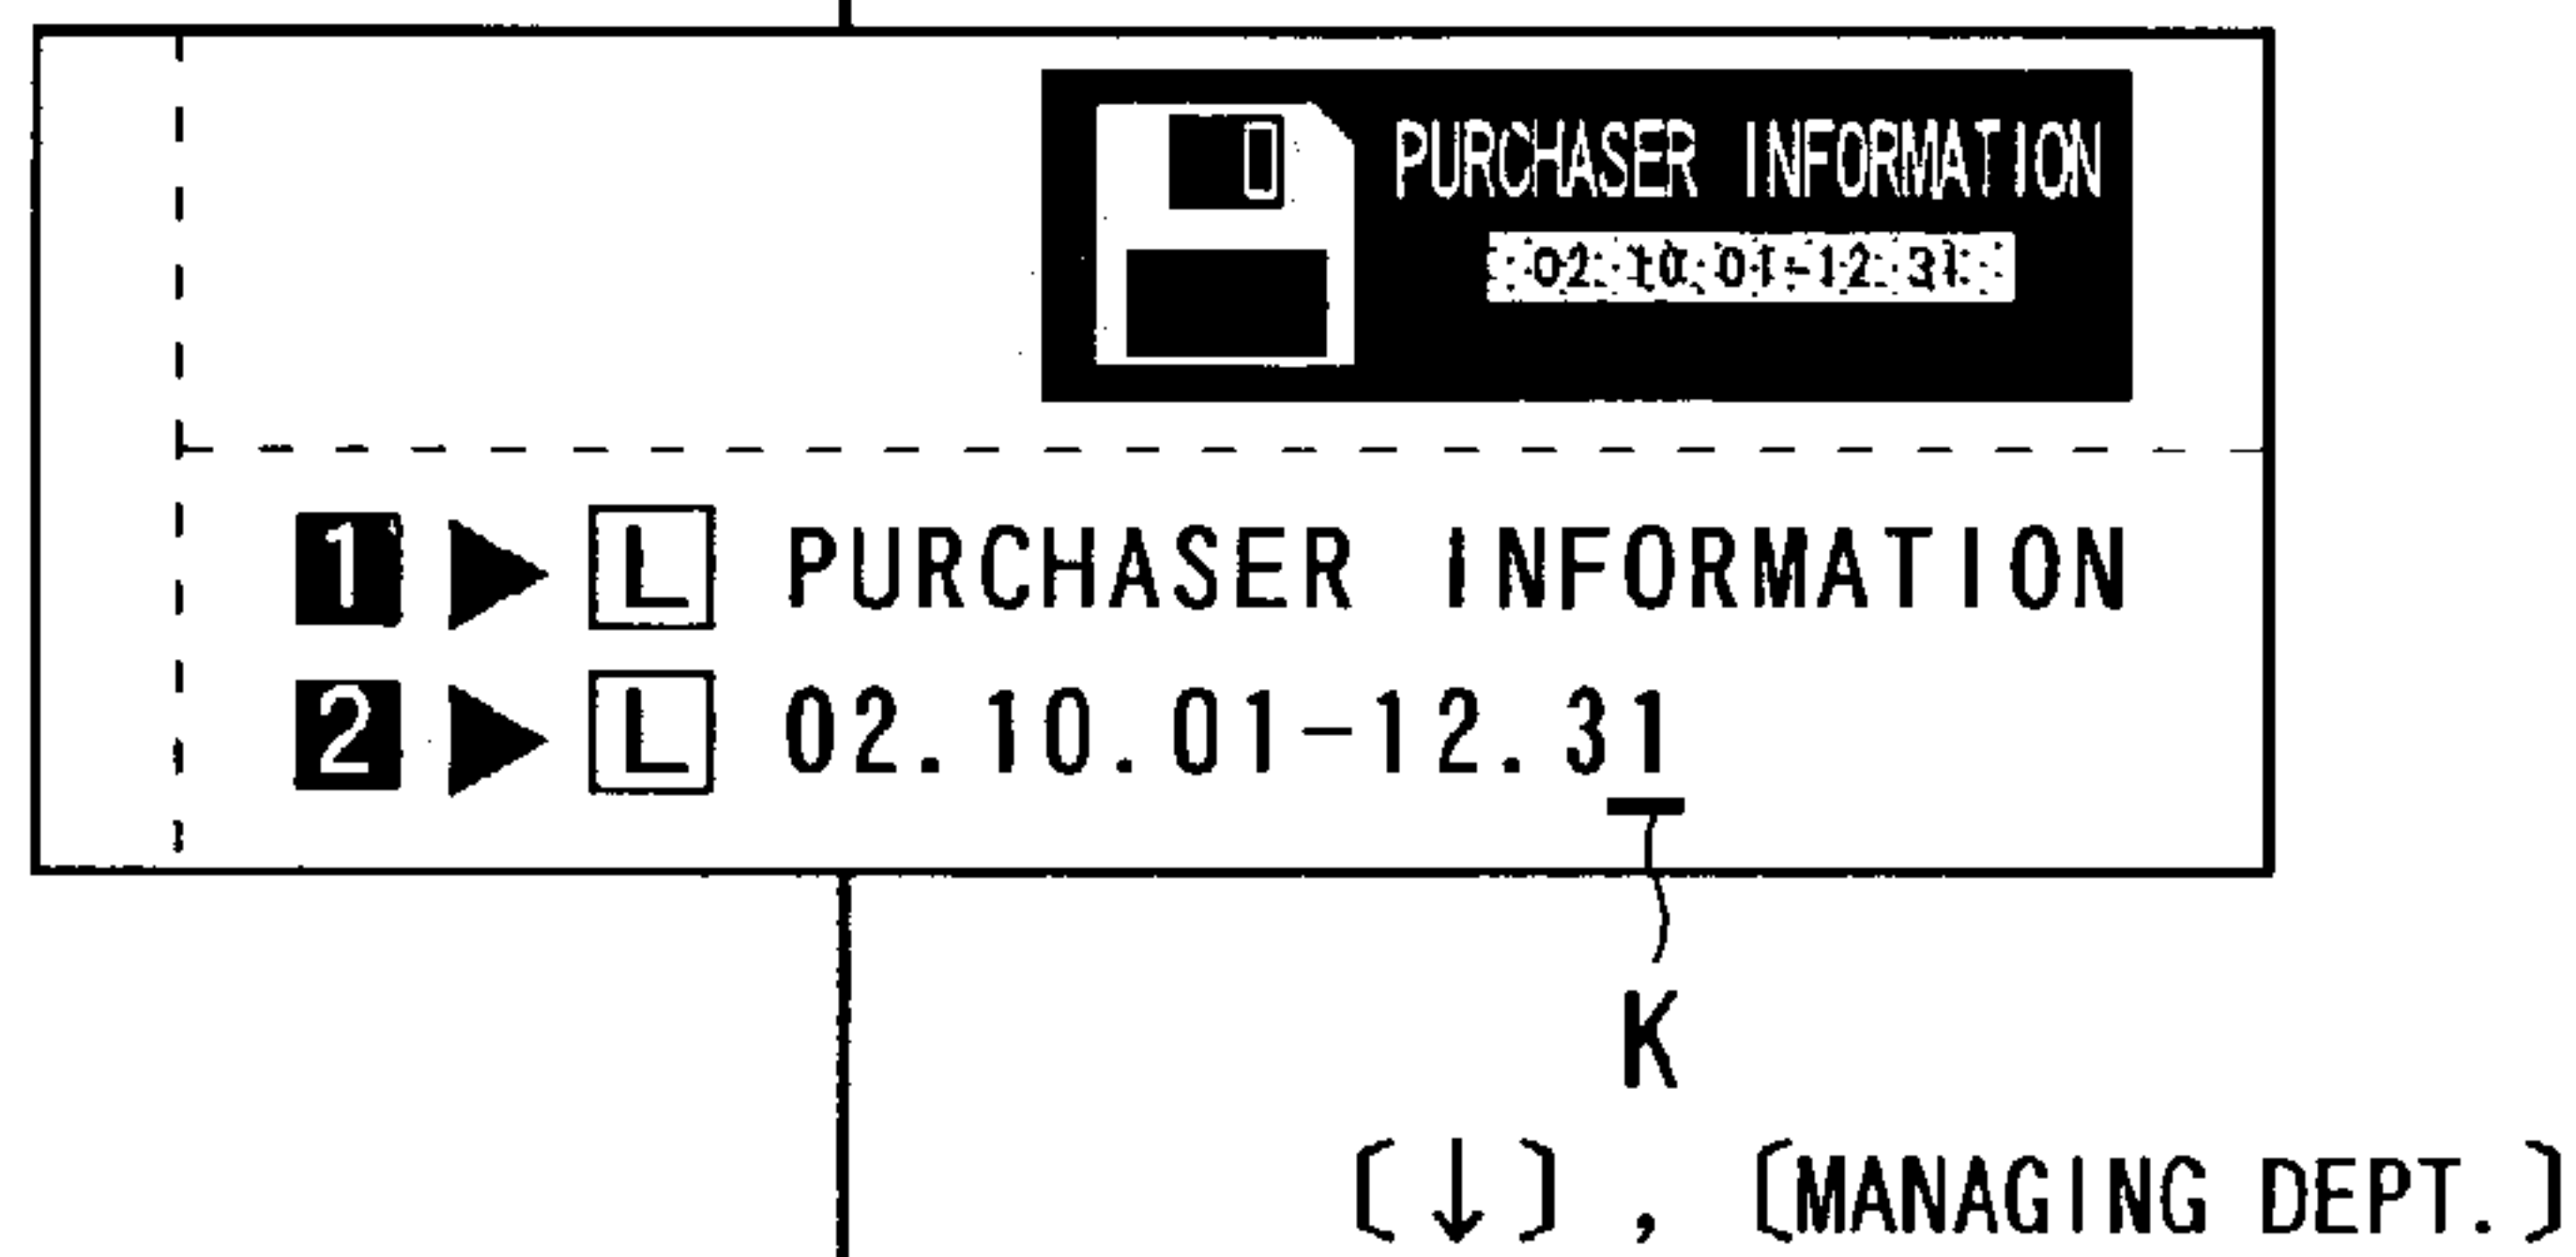 PURCHASER INFORMATION
02.10.01-12.31
1 ▶ L PURCHASER INFORMATION
2 ▶ L 02.10.01-12.31
K
[↓], [MANAGING DEPT.]